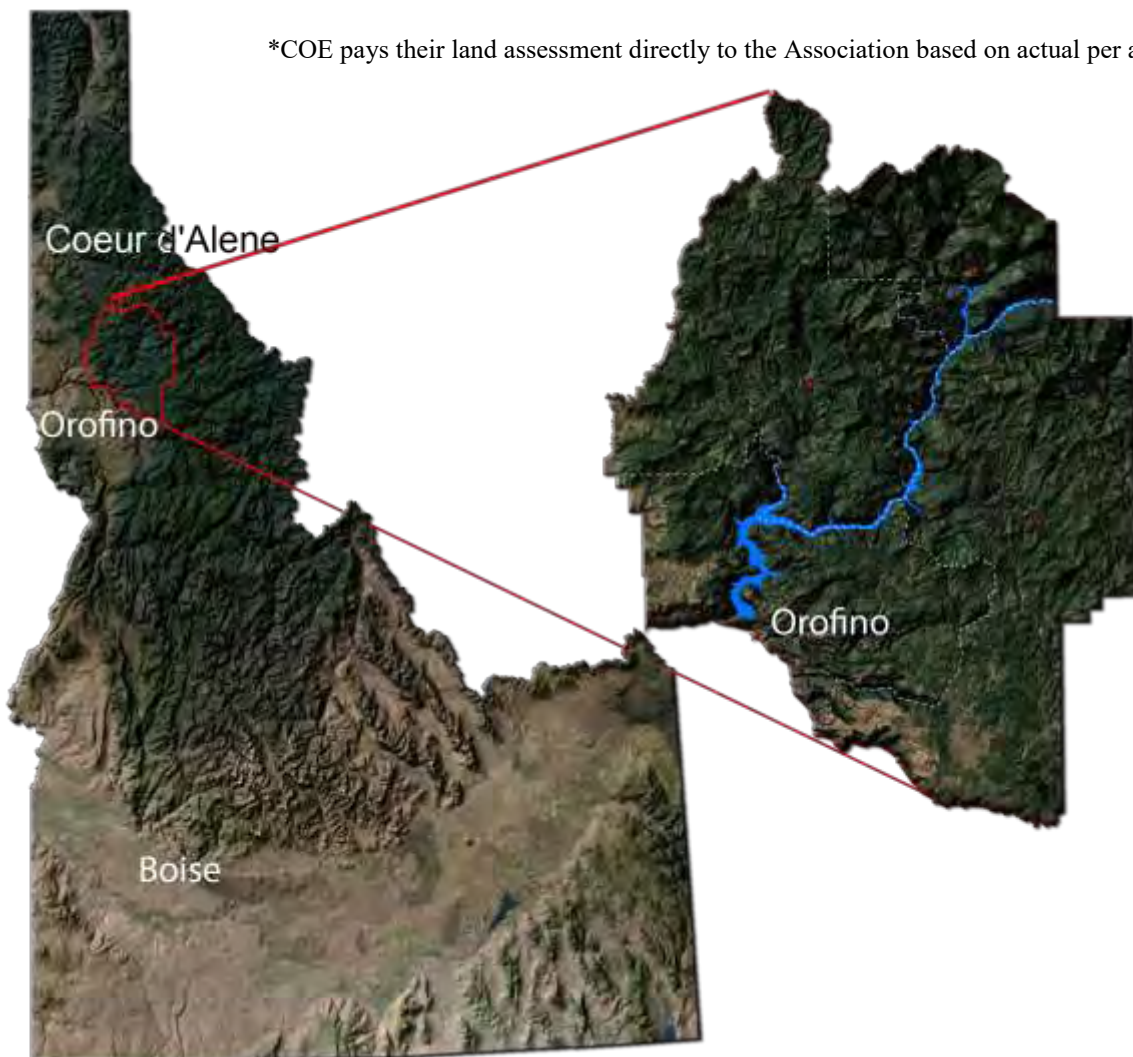 *COE pays their land assessment directly to the Association based on actual per a
Coeur d'Alene
Orofino
Orofino
Boise